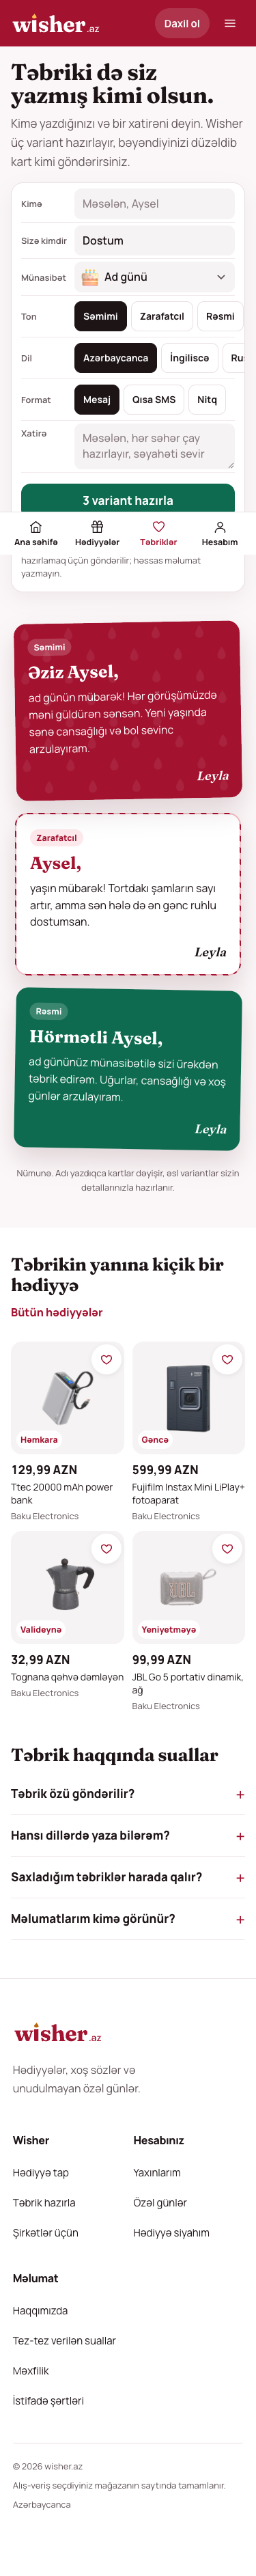 wisher.az
Daxil ol
Təbriki də siz
yazmış kimi olsun.
Kimə yazdığınızı və bir xatirəni deyin. Wisher
üç variant hazırlayır, bəyəndiyinizi düzəldib
kart kimi göndərirsiniz.
Kimə
Məsələn, Aysel
Sizə kimdir
Dostum
Münasibət
Ad günü
Ton
Səmimi
Zarafatcıl
Rəsmi
Dil
Azərbaycanca
İngiliscə
Format
Mesaj
Qısa SMS
Nitq
Xatirə
Məsələn, hər səhər çay
hazırlayır, səyahəti sevir
3 variant hazırla
Ana səhifə
Hədiyyələr
Təbriklər
Hesabım
hazırlamaq üçün göndərilir; həssas məlumat
yazmayın.
Səmimi
Əziz Aysel,
ad günün mübarək! Hər görüşümüzdə
məni güldürərsən sənsən. Yeni yaşında
sənə cansağlığı və bol sevinc
arzulayıram.
Leyla
Zarafatcıl
Aysel,
yaşın mübarək! Tortdakı şamların sayı
artır, amma sən hələ də ən gənc ruhlu
dostumsan.
Leyla
Rəsmi
Hörmətli Aysel,
ad gününüz münasibətilə sizi ürəkdən
təbrik edirəm. Uğurlar, cansağlığı və xoş
günlər arzulayıram.
Leyla
Nümunə. Adı yazdıqca kartlar dəyişir, əsl variantlar sizin
detallarınızla hazırlanır.
Təbrikin yanına kiçik bir
hədiyyə
Bütün hədiyyələr
Həmkara
Gəncə
129,99 AZN
599,99 AZN
Ttec 20000 mAh power
bank
Fujifilm Instax Mini LiPlay+
fotoaparat
Baku Electronics
Baku Electronics
Valideynə
Yeniyetməyə
32,99 AZN
99,99 AZN
Tognana qəhvə dəmləyən
JBL Go 5 portativ dinamik,
ağ
Baku Electronics
Baku Electronics
Təbrik haqqında suallar
Təbrik özü göndərilir?
Hansı dillərdə yaza bilərəm?
Saxladığım təbriklər harada qalır?
Məlumatlarım kimə görünür?
wisher.az
Hədiyyələr, xoş sözlər və
unudulmayan özəl günlər.
Wisher
Hesabınız
Hədiyyə tap
Yaxınlarım
Təbrik hazırla
Özəl günlər
Şirkətlər üçün
Hədiyyə siyahım
Məlumat
Haqqımızda
Tez-tez verilən suallar
Məxfilik
İstifadə şərtləri
© 2026 wisher.az
Alış-veriş seçdiyiniz mağazanın saytında tamamlanır.
Azərbaycanca